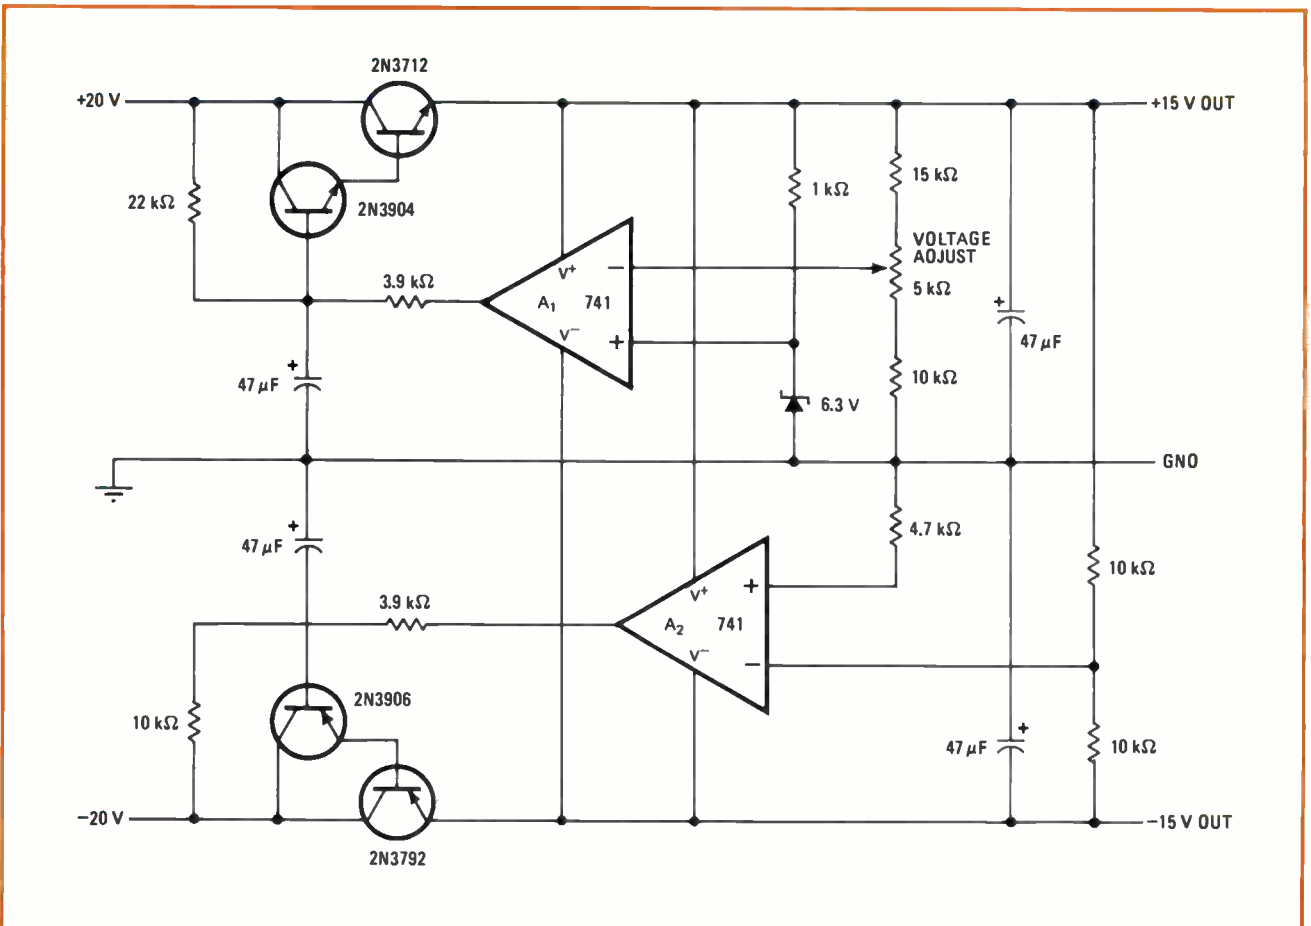 2N3712
+20 V
+15 V OUT
22 kΩ
2N3904
1 kΩ
15 kΩ
VOLTAGE
AOJUST
5 kΩ
3.9 kΩ
V+
−
A1 741
V−
+
47 µF
+
6.3 V
10 kΩ
+
47 µF
GNO
+
47 µF
4.7 kΩ
3.9 kΩ
V+
+
A2 741
V−
−
10 kΩ
2N3906
10 kΩ
+
47 µF
10 kΩ
−20 V
−15 V OUT
2N3792